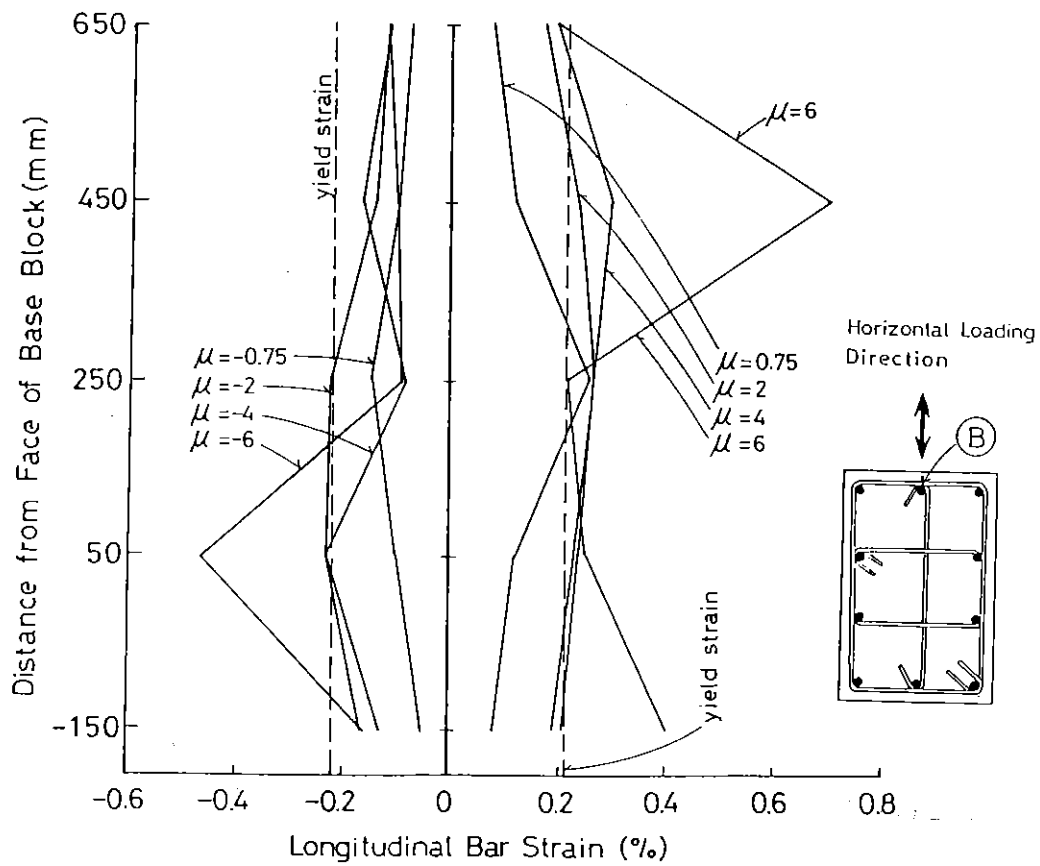 650
450
250
50
-150
Distance from Face of Base Block (mm)
yield strain
μ=6
μ=-0.75
μ=-2
μ=-4
μ=-6
μ=0.75
μ=2
μ=4
μ=6
Horizontal Loading
Direction
B
yield strain
-0.6 -0.4 -0.2 0 0.2 0.4 0.6 0.8
Longitudinal Bar Strain (%)